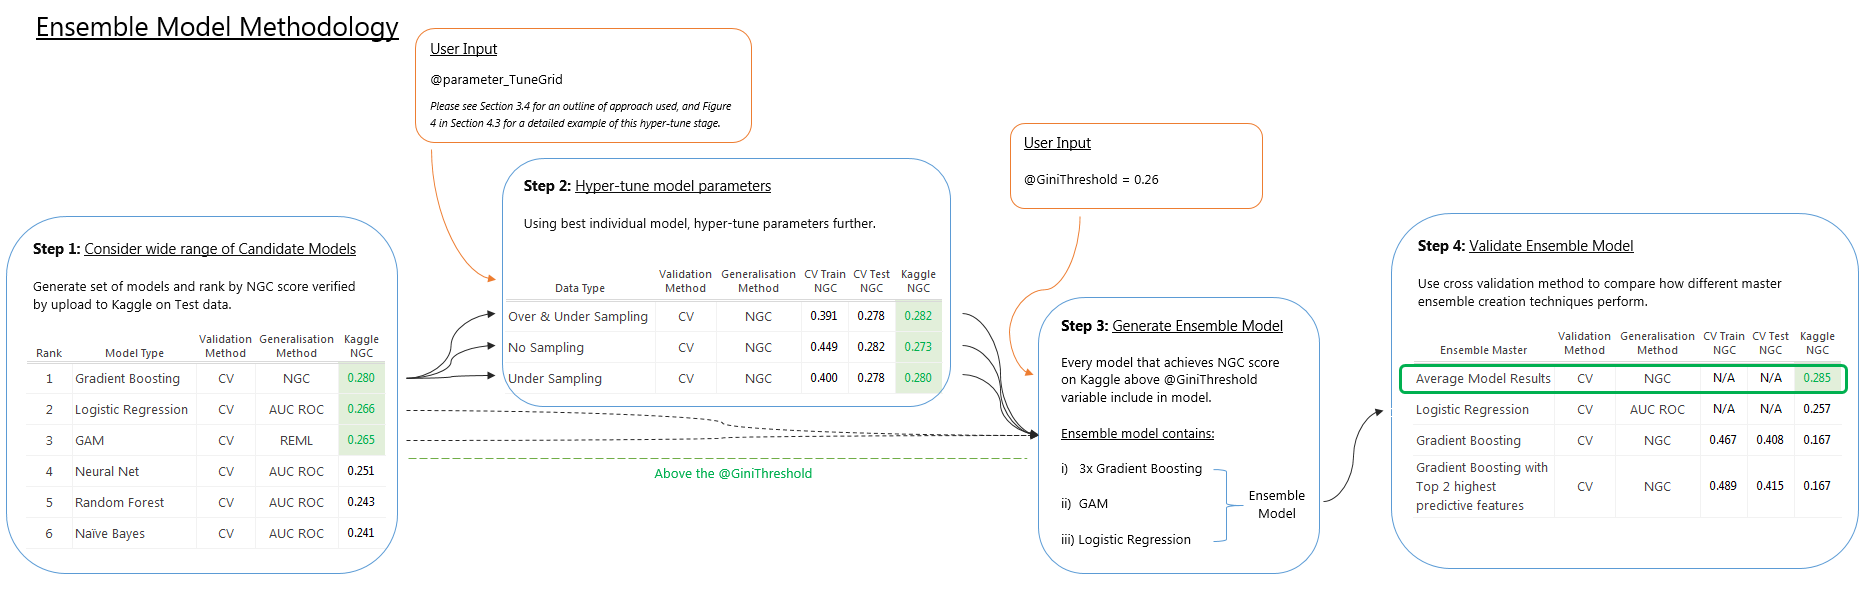 Ensemble Model Methodology
User Input
@parameter_TuneGrid
Please see Section 3.4 for an outline of approach used, and Figure
4 in Section 4.3 for a detailed example of this hyper-tune stage.
User Input
@GiniThreshold = 0.26
Step 1: Consider wide range of Candidate Models
Generate set of models and rank by NGC score verified
by upload to Kaggle on Test data.
Validation Generalisation Kaggle
Rank Model Type Method Method NGC
1 Gradient Boosting CV NGC 0.280
2 Logistic Regression CV AUC ROC 0.266
3 GAM CV REML 0.265
4 Neural Net CV AUC ROC 0.251
5 Random Forest CV AUC ROC 0.243
6 Naïve Bayes CV AUC ROC 0.241
Step 2: Hyper-tune model parameters
Using best individual model, hyper-tune parameters further.
Validation Generalisation CV Train CV Test Kaggle
Data Type Method Method NGC NGC NGC
Over & Under Sampling CV NGC 0.391 0.278 0.282
No Sampling CV NGC 0.449 0.282 0.273
Under Sampling CV NGC 0.400 0.278 0.280
Above the @GiniThreshold
Step 3: Generate Ensemble Model
Every model that achieves NGC score
on Kaggle above @GiniThreshold
variable include in model.
Ensemble model contains:
i) 3x Gradient Boosting
ii) GAM
iii) Logistic Regression
Ensemble
Model
Step 4: Validate Ensemble Model
Use cross validation method to compare how different master
ensemble creation techniques perform.
Validation Generalisation CV Train CV Test Kaggle
Ensemble Master Method Method NGC NGC NGC
Average Model Results CV NGC N/A N/A 0.285
Logistic Regression CV AUC ROC N/A N/A 0.257
Gradient Boosting CV NGC 0.467 0.408 0.167
Gradient Boosting with
Top 2 highest CV NGC 0.489 0.415 0.167
predictive features